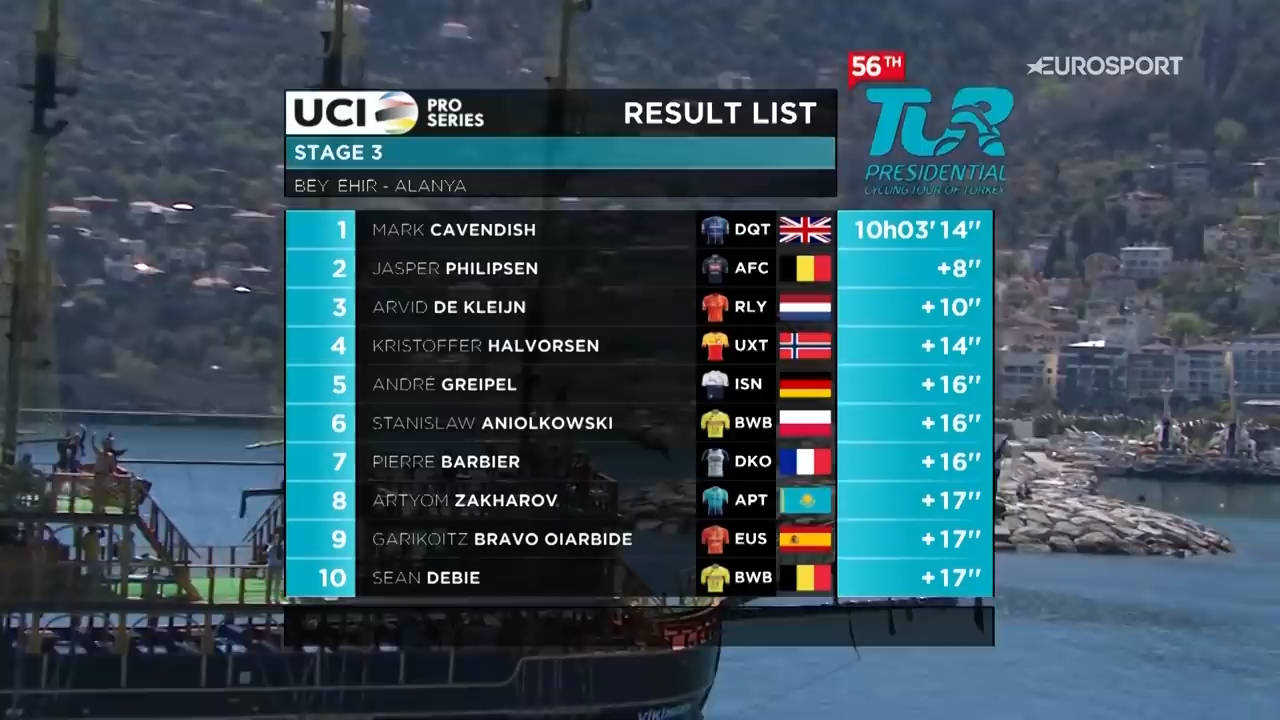 56TH
EUROSPORT
UCI PRO SERIES
RESULT LIST
TUR
PRESIDENTIAL
CYCLING TOUR OF TURKEY
STAGE 3
BEY EHIR - ALANYA
1 MARK CAVENDISH DQT 10h03'14''
2 JASPER PHILIPSEN AFC +8''
3 ARVID DE KLEIJN RLY +10''
4 KRISTOFFER HALVORSEN UXT +14''
5 ANDRÉ GREIPEL ISN +16''
6 STANISLAW ANIOLKOWSKI BWB +16''
7 PIERRE BARBIER DKO +16''
8 ARTYOM ZAKHAROV APT +17''
9 GARIKOITZ BRAVO OIARBIDE EUS +17''
10 SEAN DEBIE BWB +17''